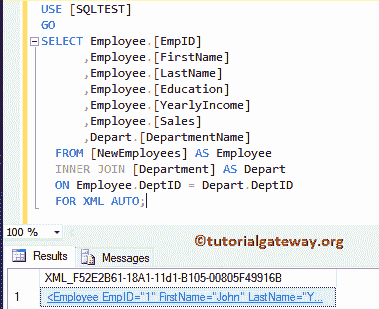 USE [SQLTEST]
GO
SELECT Employee.[EmpID]
,Employee.[FirstName]
,Employee.[LastName]
,Employee.[Education]
,Employee.[YearlyIncome]
,Employee.[Sales]
,Depart.[DepartmentName]
FROM [NewEmployees] AS Employee
INNER JOIN [Department] AS Depart
ON Employee.DeptID = Depart.DeptID
FOR XML AUTO;
100 %
©tutorialgateway.org
Results Messages
XML_F52E2B61-18A1-11d1-B105-00805F49916B
1 <Employee EmpID="1" FirstName="John" LastName="Y...